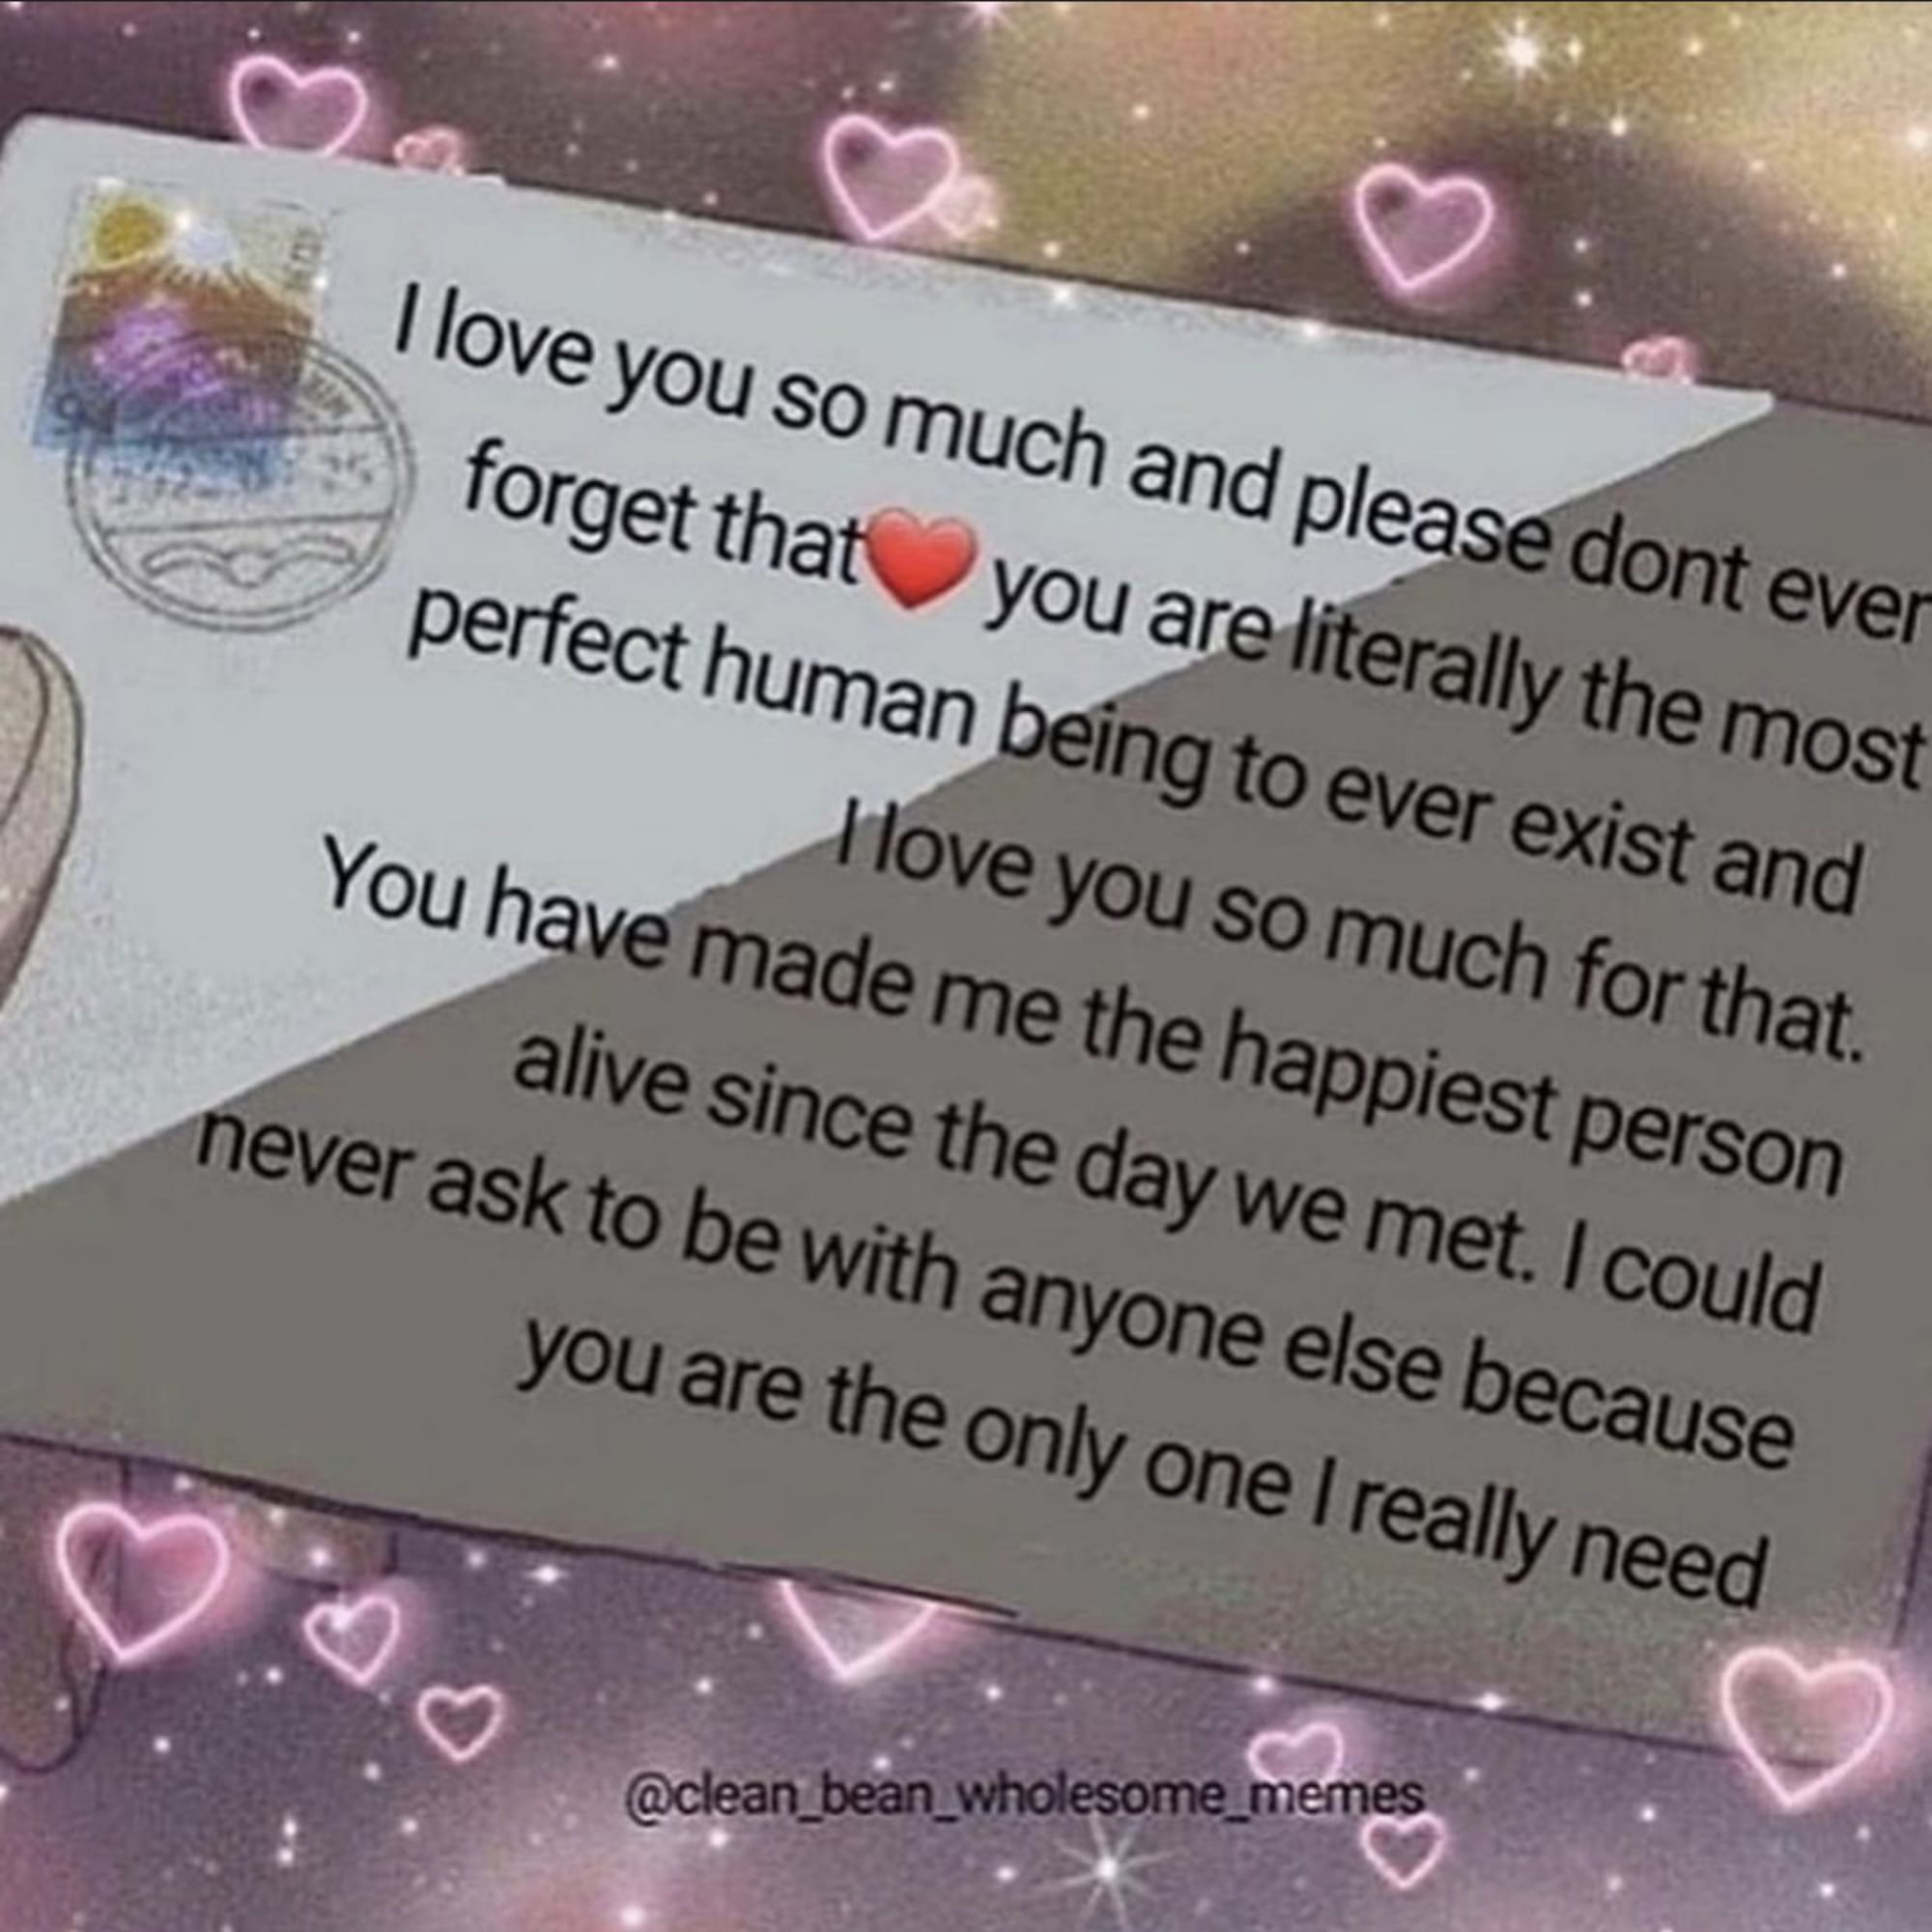 I love you so much and please dont ever
forget that❤️ you are literally the most
perfect human being to ever exist and
I love you so much for that.
You have made me the happiest person
alive since the day we met. I could
never ask to be with anyone else because
you are the only one I really need
@clean_bean_wholesome_memes